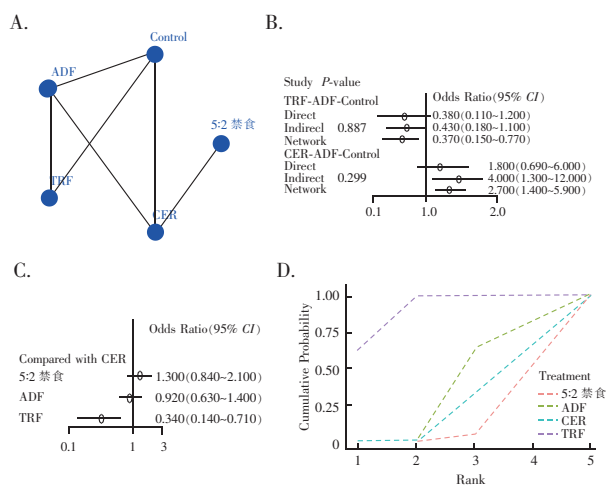 A.
Control
ADF
5:2 禁食
TRF
CER
B.
Study P-value
Odds Ratio(95% CI)
TRF-ADF-Control
Direct 0.380(0.110~1.200)
Indirecl 0.887 0.430(0.180~1.100)
Network 0.370(0.150~0.770)
CER-ADF-Control
Direct 1.800(0.690~6.000)
Indirect 0.299 4.000(1.300~12.000)
Network 2.700(1.400~5.900)
0.1 1.0 2.0
C.
Odds Ratio(95% CI)
Compared with CER
5:2 禁食 1.300(0.840~2.100)
ADF 0.920(0.630~1.400)
TRF 0.340(0.140~0.710)
0.1 1 3
D.
Cumulative Probability
1.00
0.75
0.50
0.25
0
1 2 3 4 5
Rank
Treatment
5:2 禁食
ADF
CER
TRF